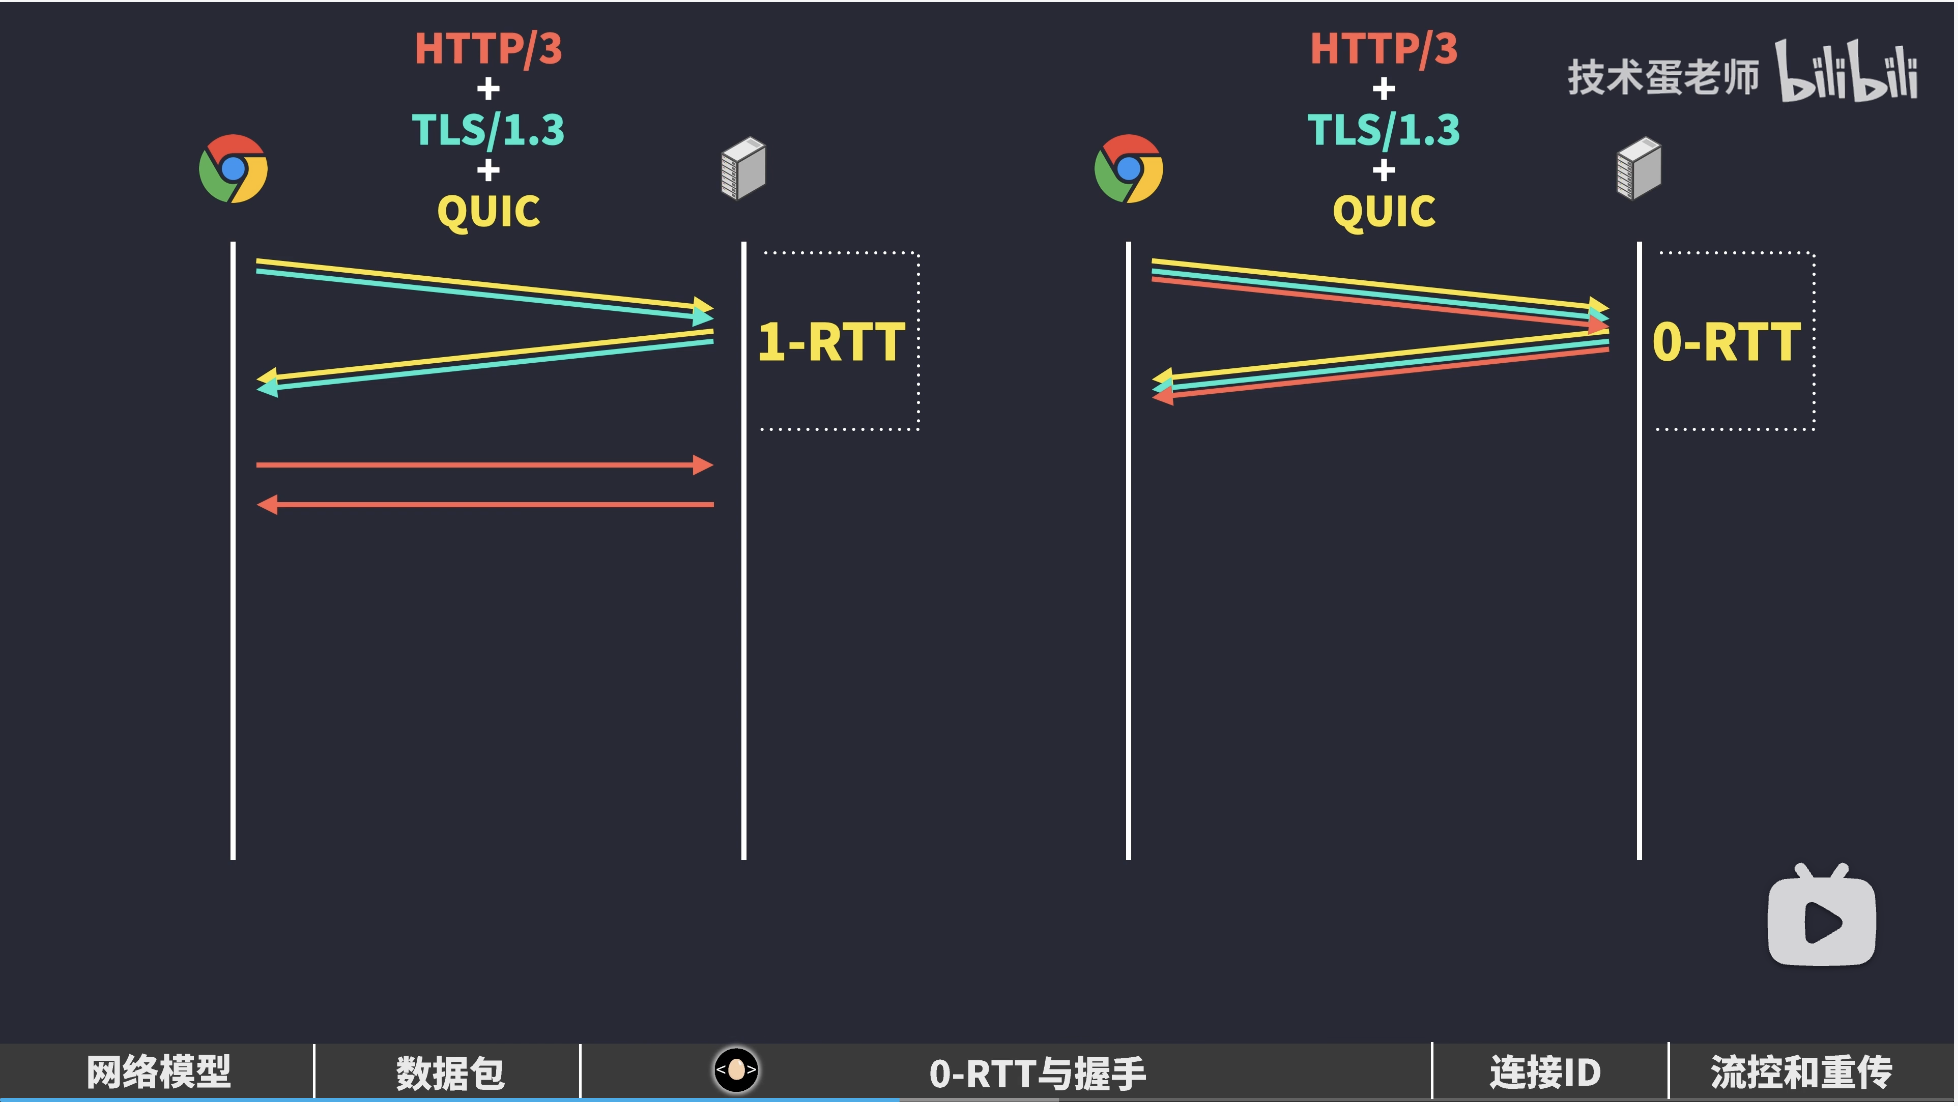 HTTP/3
+
TLS/1.3
+
QUIC
1-RTT
HTTP/3
+
TLS/1.3
+
QUIC
0-RTT
技术蛋老师 bilibili
网络模型
数据包
< >
0-RTT与握手
连接ID
流控和重传